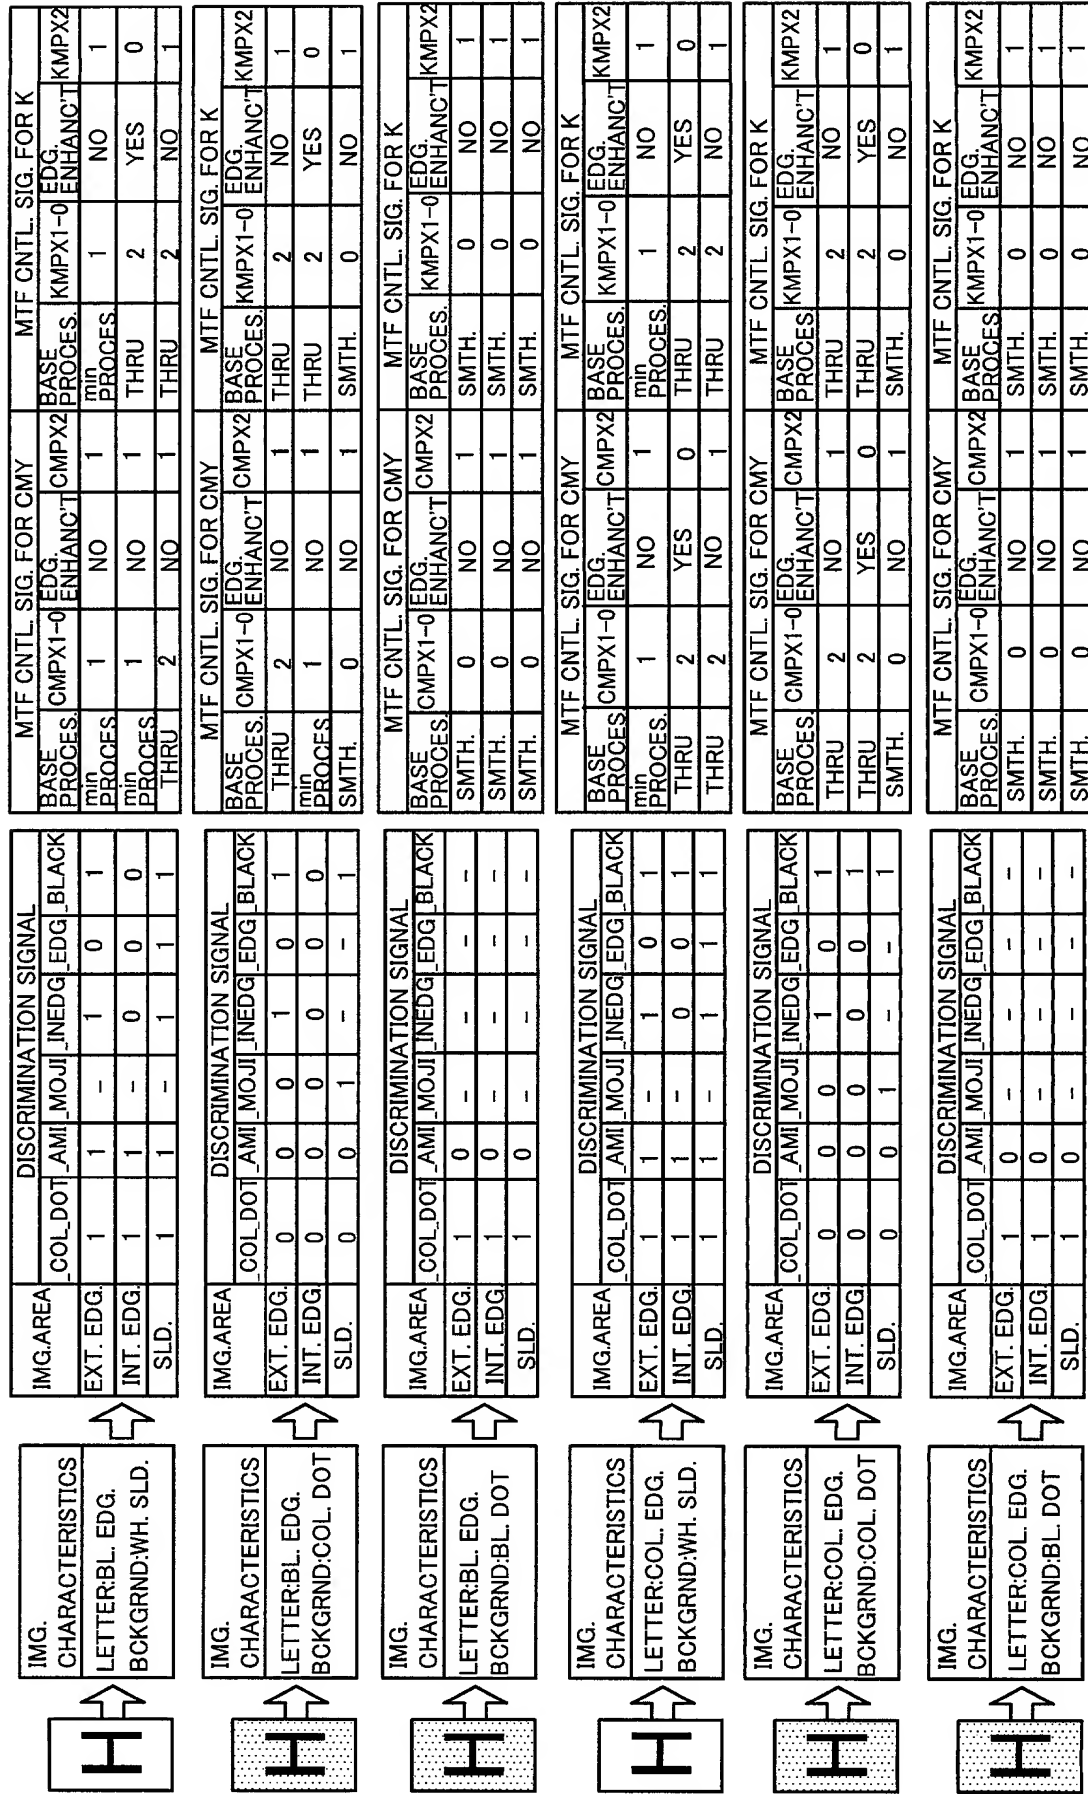 H
IMG.
CHARACTERISTICS
LETTER:BL. EDG.
BCKGRND:WH. SLD.
IMG.AREA DISCRIMINATION SIGNAL
_COL_DOT _AMI _MOJI _INEDG _EDG _BLACK
EXT. EDG. 1 1 - 1 0 1
INT. EDG. 1 1 - 0 0 0
SLD. 1 1 - 1 1 1
MTF CNTL. SIG. FOR CMY MTF CNTL. SIG. FOR K
BASE PROCES. CMPX1-0 EDG. ENHANC'T CMPX2 BASE PROCES. KMPX1-0 EDG. ENHANC'T KMPX2
min PROCES. 1 NO 1 min PROCES. 1 NO 1
min PROCES. 1 NO 1 THRU 2 YES 0
THRU 2 NO 1 THRU 2 NO 1
H
IMG.
CHARACTERISTICS
LETTER:BL. EDG.
BCKGRND:COL. DOT
IMG.AREA DISCRIMINATION SIGNAL
_COL_DOT _AMI _MOJI _INEDG _EDG _BLACK
EXT. EDG. 0 0 0 1 0 1
INT. EDG. 0 0 0 0 0 0
SLD. 0 0 1 - - 1
MTF CNTL. SIG. FOR CMY MTF CNTL. SIG. FOR K
BASE PROCES. CMPX1-0 EDG. ENHANC'T CMPX2 BASE PROCES. KMPX1-0 EDG. ENHANC'T KMPX2
THRU 2 NO 1 THRU 2 NO 1
min PROCES 1 NO 1 THRU 2 YES 0
SMTH. 0 NO 1 SMTH. 0 NO 1
H
IMG.
CHARACTERISTICS
LETTER:BL. EDG.
BCKGRND:BL. DOT
IMG.AREA DISCRIMINATION SIGNAL
_COL_DOT _AMI _MOJI _INEDG _EDG _BLACK
EXT. EDG. 1 0 - - - -
INT. EDG. 1 0 - - - -
SLD. 1 0 - - - -
MTF CNTL. SIG. FOR CMY MTF CNTL. SIG. FOR K
BASE PROCES. CMPX1-0 EDG. ENHANC'T CMPX2 BASE PROCES. KMPX1-0 EDG. ENHANC'T KMPX2
SMTH. 0 NO 1 SMTH. 0 NO 1
SMTH. 0 NO 1 SMTH. 0 NO 1
SMTH. 0 NO 1 SMTH. 0 NO 1
H
IMG.
CHARACTERISTICS
LETTER:COL. EDG.
BCKGRND:WH. SLD.
IMG.AREA DISCRIMINATION SIGNAL
_COL_DOT _AMI _MOJI _INEDG _EDG _BLACK
EXT. EDG. 1 1 - 1 0 1
INT. EDG. 1 1 - 0 0 1
SLD. 1 1 - 1 1 1
MTF CNTL. SIG. FOR CMY MTF CNTL. SIG. FOR K
BASE PROCES. CMPX1-0 EDG. ENHANC'T CMPX2 BASE PROCES. KMPX1-0 EDG. ENHANC'T KMPX2
min PROCES. 1 NO 1 min PROCES. 1 NO 1
THRU 2 YES 0 THRU 2 YES 0
THRU 2 NO 1 THRU 2 NO 1
H
IMG.
CHARACTERISTICS
LETTER:COL. EDG.
BCKGRND:COL. DOT
IMG.AREA DISCRIMINATION SIGNAL
_COL_DOT _AMI _MOJI _INEDG _EDG _BLACK
EXT. EDG. 0 0 0 1 0 1
INT. EDG. 0 0 0 0 0 1
SLD. 0 0 1 - - 1
MTF CNTL. SIG. FOR CMY MTF CNTL. SIG. FOR K
BASE PROCES. CMPX1-0 EDG. ENHANC'T CMPX2 BASE PROCES. KMPX1-0 EDG. ENHANC'T KMPX2
THRU 2 NO 1 THRU 2 NO 1
THRU 2 YES 0 THRU 2 YES 0
SMTH. 0 NO 1 SMTH. 0 NO 1
H
IMG.
CHARACTERISTICS
LETTER:COL. EDG.
BCKGRND:BL. DOT
IMG.AREA DISCRIMINATION SIGNAL
_COL_DOT _AMI _MOJI _INEDG _EDG _BLACK
EXT. EDG. 1 0 - - - -
INT. EDG. 1 0 - - - -
SLD. 1 0 - - - -
MTF CNTL. SIG. FOR CMY MTF CNTL. SIG. FOR K
BASE PROCES. CMPX1-0 EDG. ENHANC'T CMPX2 BASE PROCES. KMPX1-0 EDG. ENHANC'T KMPX2
SMTH. 0 NO 1 SMTH. 0 NO 1
SMTH. 0 NO 1 SMTH. 0 NO 1
SMTH. 0 NO 1 SMTH. 0 NO 1